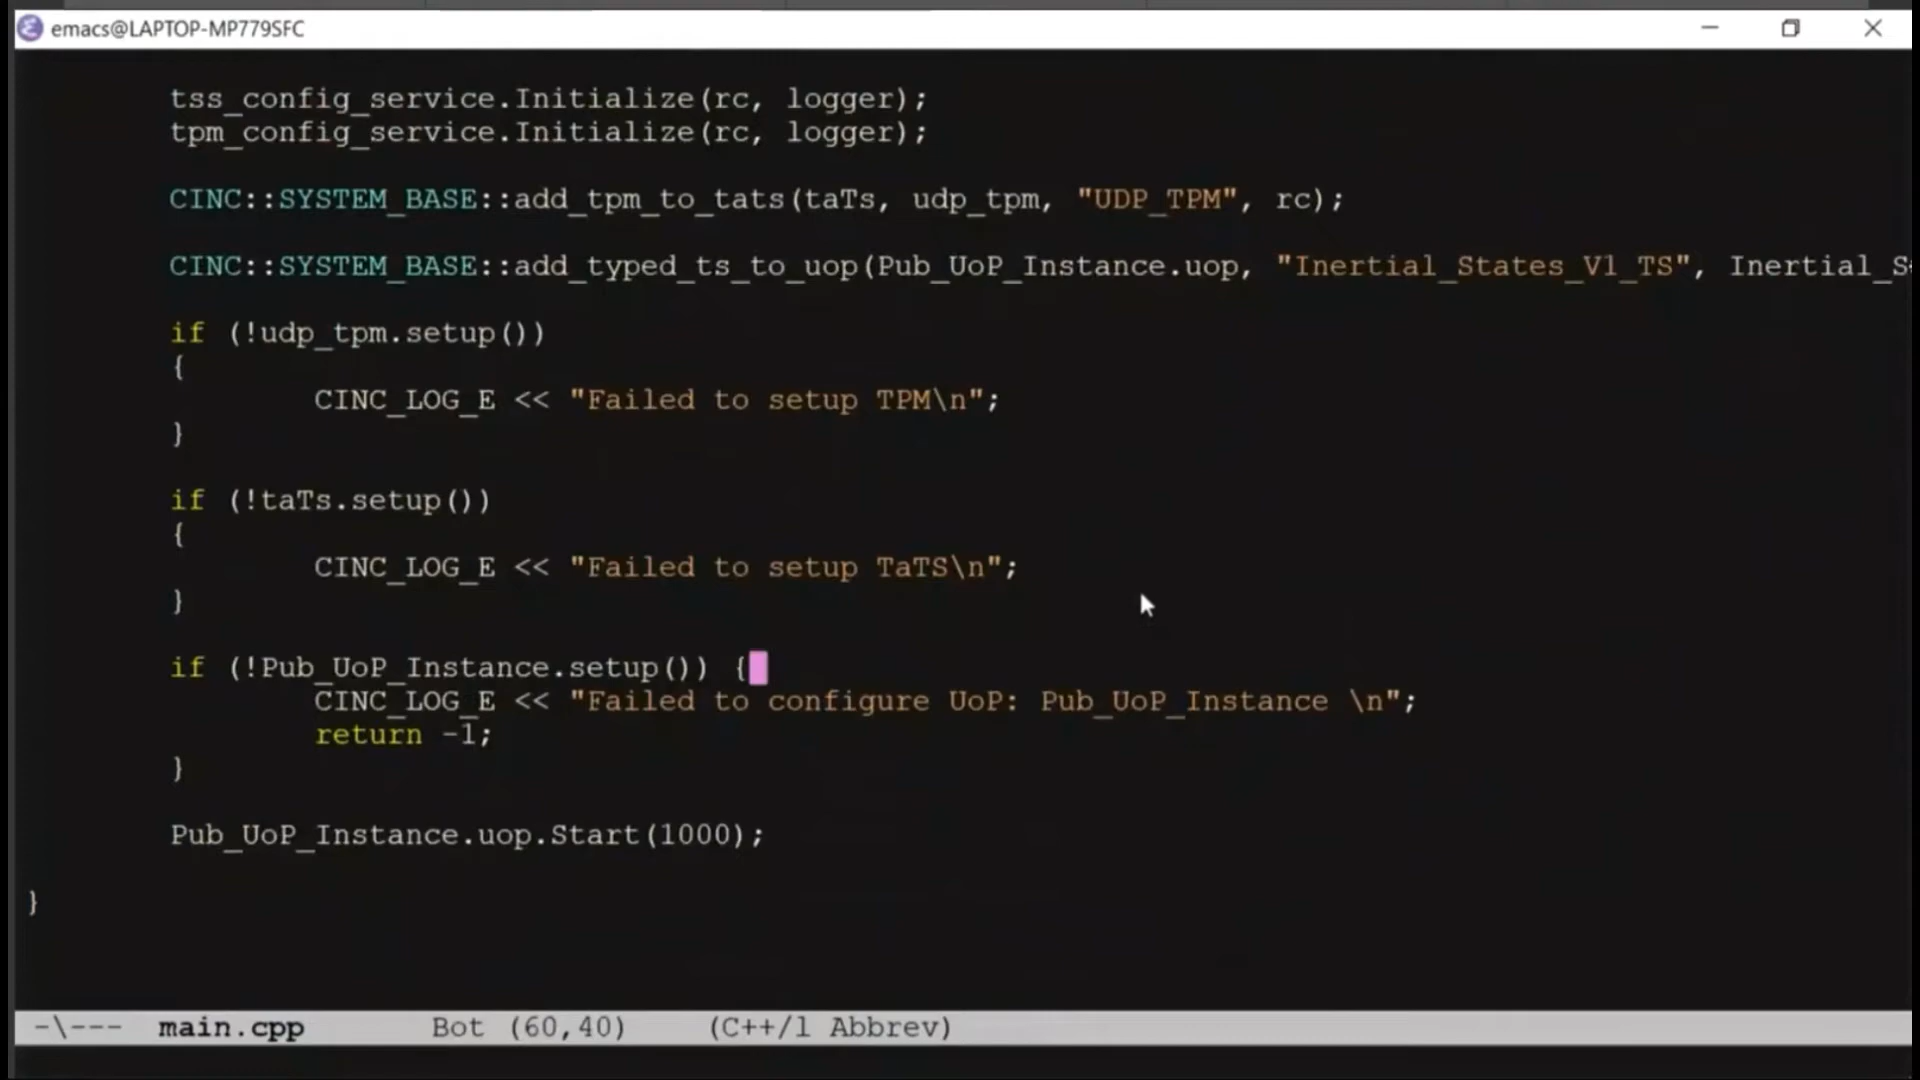 emacs@LAPTOP-MP779SFC
tss_config_service.Initialize(rc, logger);
tpm_config_service.Initialize(rc, logger);
CINC::SYSTEM_BASE::add_tpm_to_tats(taTs, udp_tpm, "UDP_TPM", rc);
CINC::SYSTEM_BASE::add_typed_ts_to_uop(Pub_UoP_Instance.uop, "Inertial_States_V1_TS", Inertial_S
if (!udp_tpm.setup())
{
CINC_LOG_E << "Failed to setup TPM\n";
}
if (!taTs.setup())
{
CINC_LOG_E << "Failed to setup TaTS\n";
}
if (!Pub_UoP_Instance.setup()) {
CINC_LOG_E << "Failed to configure UoP: Pub_UoP_Instance \n";
return -1;
}
Pub_UoP_Instance.uop.Start(1000);
}
-\--- main.cpp Bot (60,40) (C++/l Abbrev)